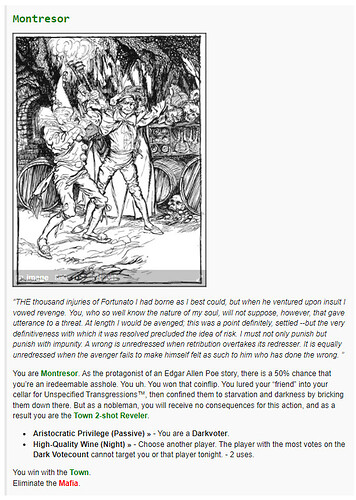 Montresor
image
"THE thousand injuries of Fortunato I had borne as I best could, but when he ventured upon insult I
vowed revenge. You, who so well know the nature of my soul, will not suppose, however, that gave
utterance to a threat. At length I would be avenged; this was a point definitely, settled --but the very
definitiveness with which it was resolved precluded the idea of risk. I must not only punish but
punish with impunity. A wrong is unredressed when retribution overtakes its redresser. It is equally
unredressed when the avenger fails to make himself felt as such to him who has done the wrong. "
You are Montresor. As the protagonist of an Edgar Allen Poe story, there is a 50% chance that
you're an iredeemable asshole. You uh. You won that coinflip. You lured your "friend" into your
cellar for Unspecified Transgressions™, then confined them to starvation and darkness by bricking
them down there. But as a nobleman, you will receive no consequences for this action, and as a
result you are the Town 2-shot Reveler.
• Aristocratic Privilege (Passive) » - You are a Darkvoter.
• High-Quality Wine (Night) » - Choose another player. The player with the most votes on the
Dark Votecount cannot target you or that player tonight. - 2 uses.
You win with the Town.
Eliminate the Mafia.